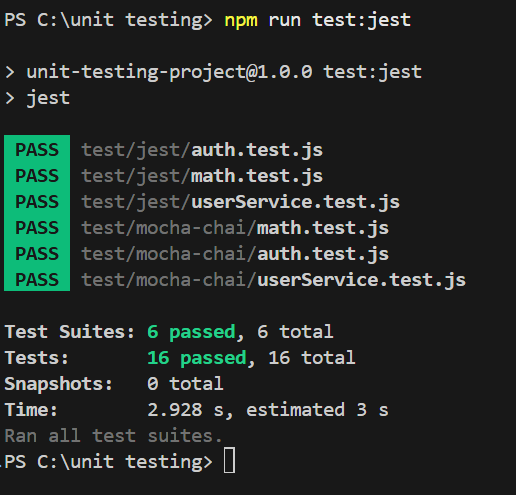 PS C:\unit testing> npm run test:jest
> unit-testing-project@1.0.0 test:jest
> jest
PASS test/jest/auth.test.js
PASS test/jest/math.test.js
PASS test/jest/userService.test.js
PASS test/mocha-chai/math.test.js
PASS test/mocha-chai/auth.test.js
PASS test/mocha-chai/userService.test.js
Test Suites: 6 passed, 6 total
Tests: 16 passed, 16 total
Snapshots: 0 total
Time: 2.928 s, estimated 3 s
Ran all test suites.
PS C:\unit testing>